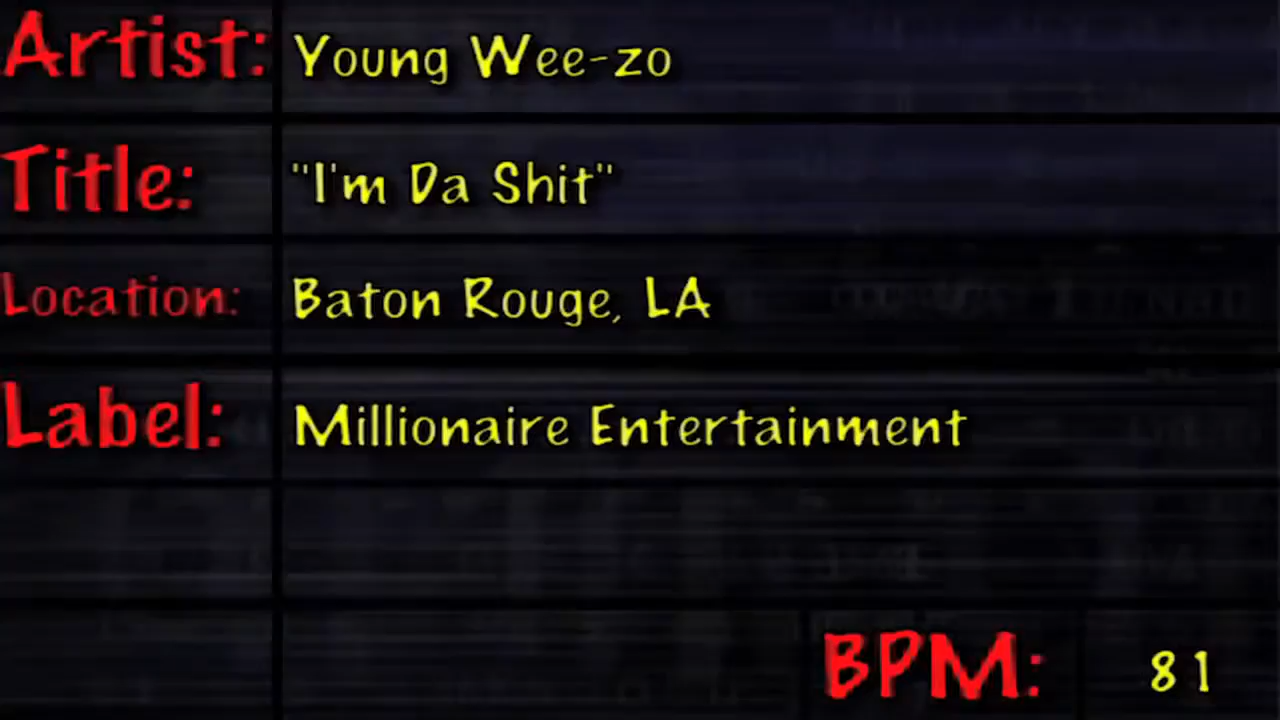 Artist: Young Wee-zo
Title: "I'm Da Shit"
Location: Baton Rouge, LA
Label: Millionaire Entertainment
BPM: 81